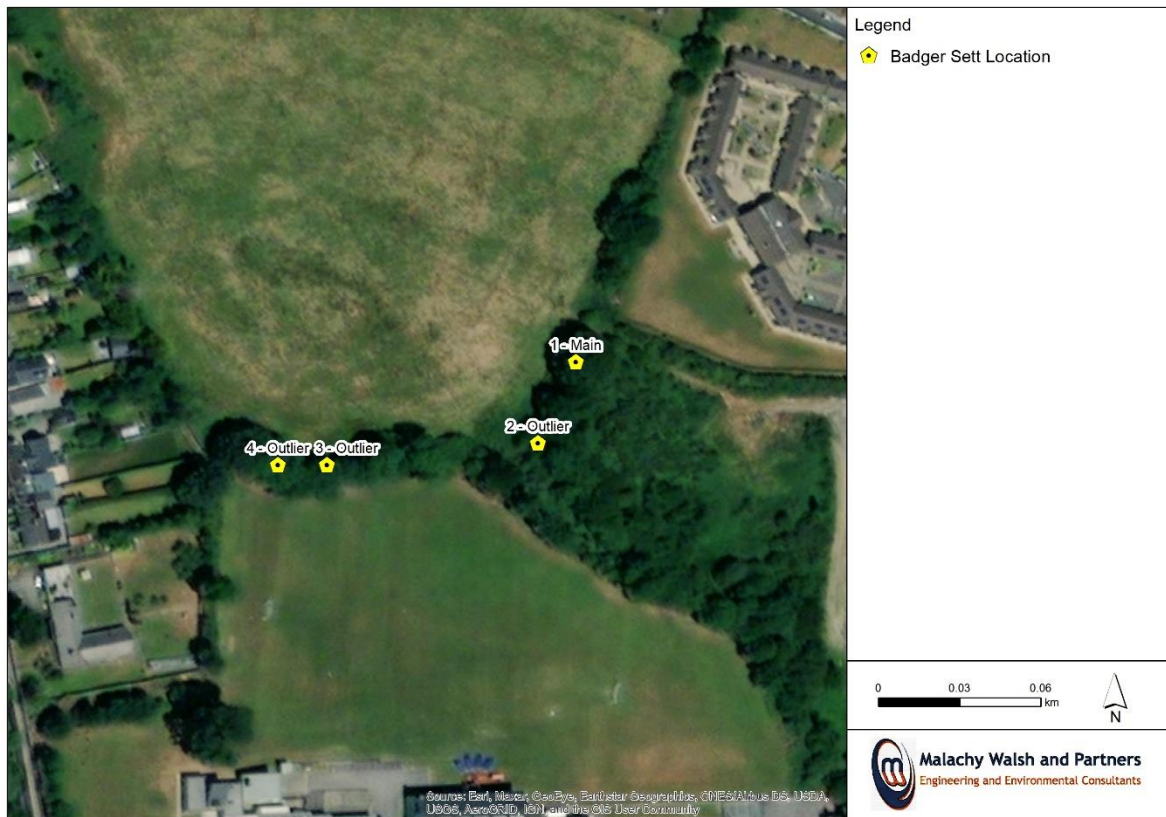 Legend
Badger Sett Location
1 - Main
2 - Outlier
4 - Outlier
3 - Outlier
0 0.03 0.06
km
N
Malachy Walsh and Partners
Engineering and Environmental Consultants
Source: Esri, Maxar, GeoEye, Earthstar Geographics, CNES/Airbus DS, USDA,
USGS, AeroGRID, IGN, and the GIS User Community